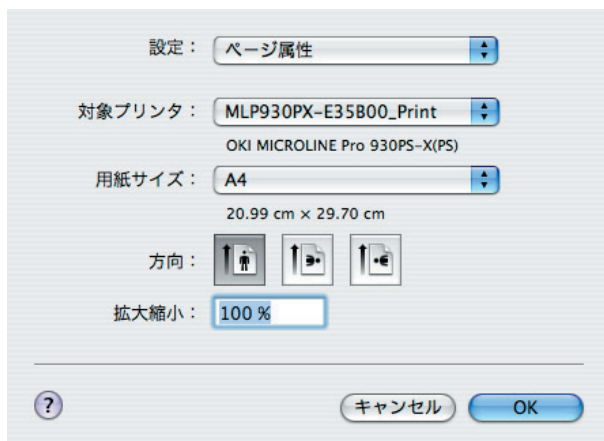 設定： ページ属性
対象プリンタ： MLP930PX-E35B00_Print
OKI MICROLINE Pro 930PS-X(PS)
用紙サイズ： A4
20.99 cm × 29.70 cm
方向：
拡大縮小： 100 %
? キャンセル OK